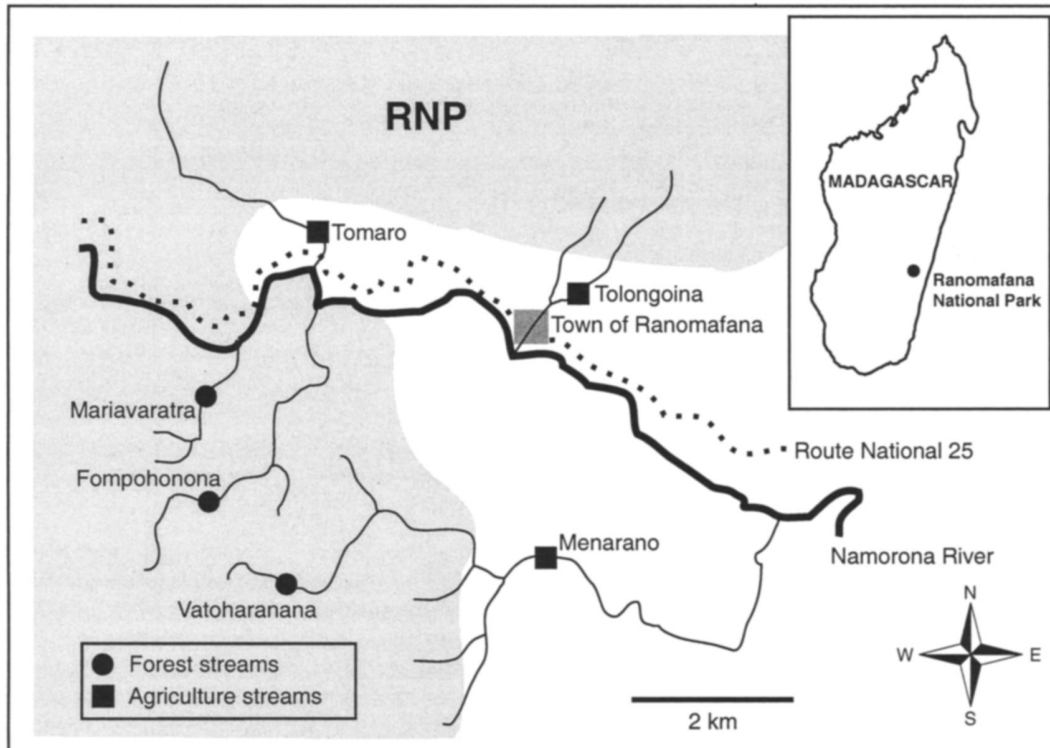 RNP
MADAGASCAR
Ranomafana
National Park
Tomaro
Tolongoina
Town of Ranomafana
Mariavaratra
Route National 25
Fompohonona
Menarano
Namorona River
Vatoharanana
N
W
E
S
Forest streams
Agriculture streams
2 km